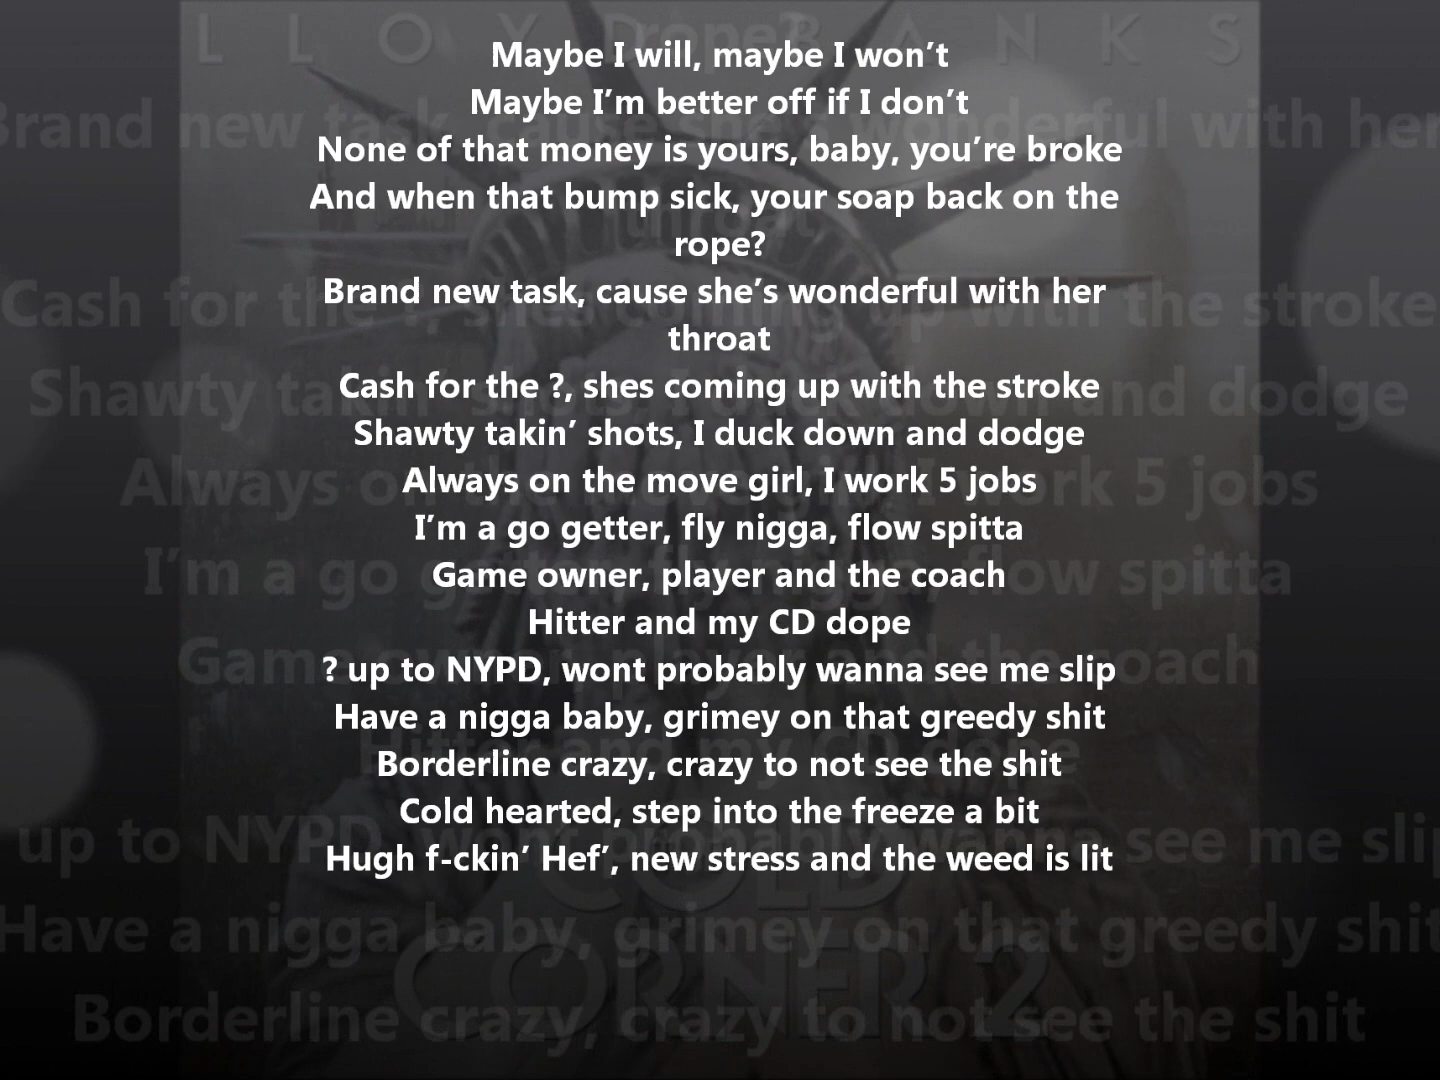 LLOYD BANKS
Maybe I will, maybe I won’t
Maybe I’m better off if I don’t
None of that money is yours, baby, you’re broke
And when that bump sick, your soap back on the
rope?
Brand new task, cause she’s wonderful with her
throat
Cash for the ?, shes coming up with the stroke
Shawty takin’ shots, I duck down and dodge
Always on the move girl, I work 5 jobs
I’m a go getter, fly nigga, flow spitta
Game owner, player and the coach
Hitter and my CD dope
? up to NYPD, wont probably wanna see me slip
Have a nigga baby, grimey on that greedy shit
Borderline crazy, crazy to not see the shit
Cold hearted, step into the freeze a bit
Hugh f-ckin’ Hef’, new stress and the weed is lit
COLD
CORNER 2